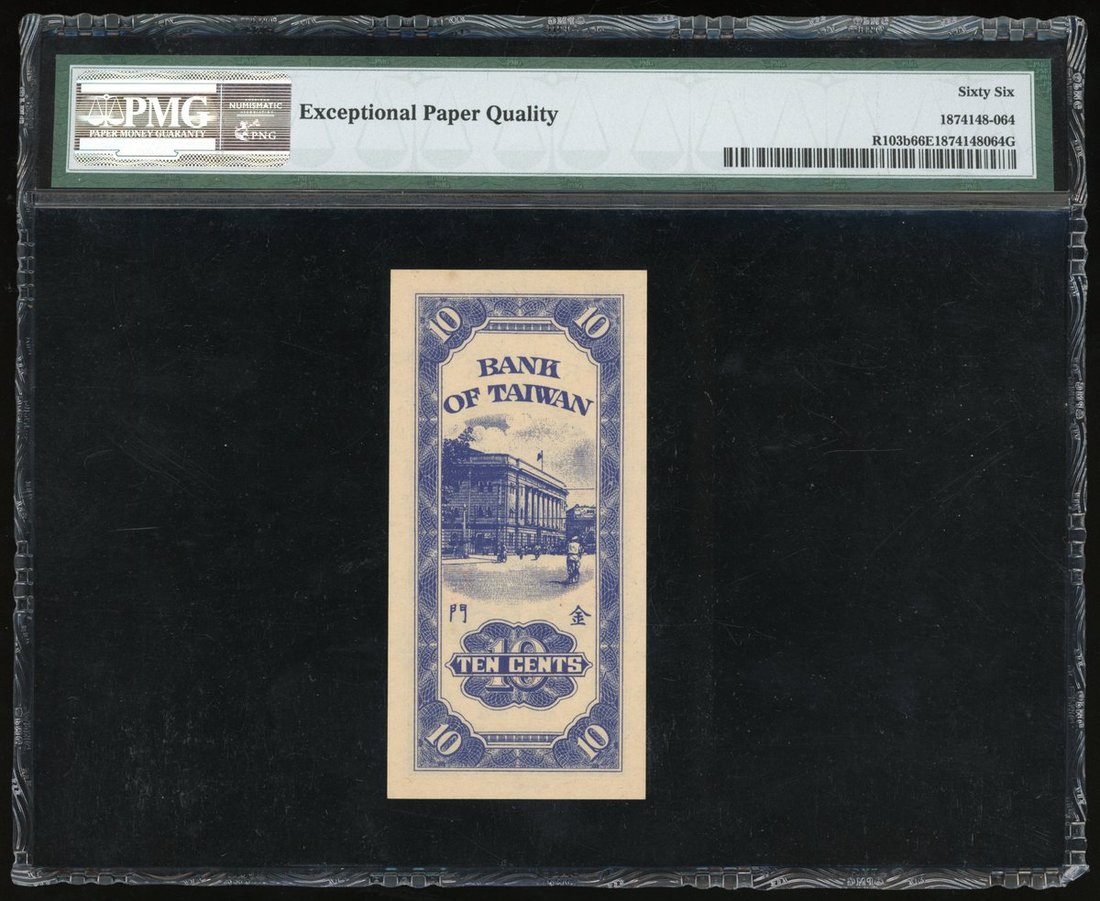 PMG
PAPER MONEY GUARANTY
NUMISMATIC
PNG
Exceptional Paper Quality
Sixty Six
1874148-064
R103b66E1874148064G
10 10
BANK
OF TAIWAN
門 金
10
TEN CENTS
10 10